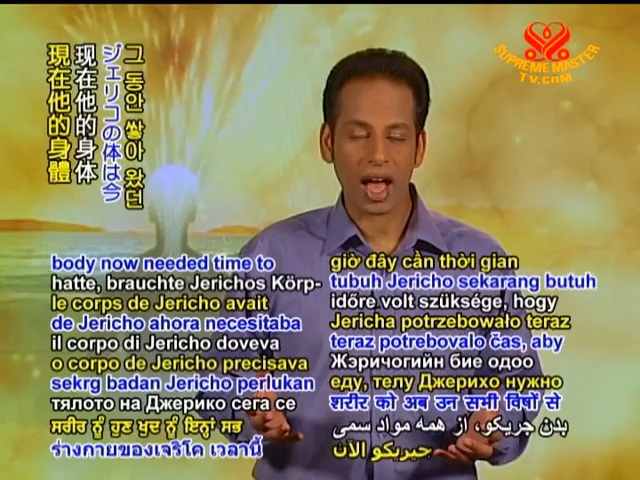 SUPREME MASTER
TV.COM
그 동안 쌓아 왔던
ジェリコの体は今
现在他的身体
現在他的身體
body now needed time to
hatte, brauchte Jerichos Körp-
le corps de Jericho avait
de Jericho ahora necesitaba
il corpo di Jericho doveva
o corpo de Jericho precisava
sekrg badan Jericho perlukan
тялото на Джерико сега се
ਸਰੀਰ ਨੂੰ ਹੁਣ ਖੁਦ ਨੂੰ ਇਨ੍ਹਾਂ ਸਭ
ร่างกายของเจริโค เวลานี้
giờ đây cần thời gian
tubuh Jericho sekarang butuh
időre volt szüksége, hogy
Jericha potrzebowało teraz
teraz potrebovalo čas, aby
Жэричогийн бие одоо
еду, телу Джерихо нужно
शरीर को अब उन सभी विषों से
بدن جریکو، از همه مواد سمی
جيريكو الآن